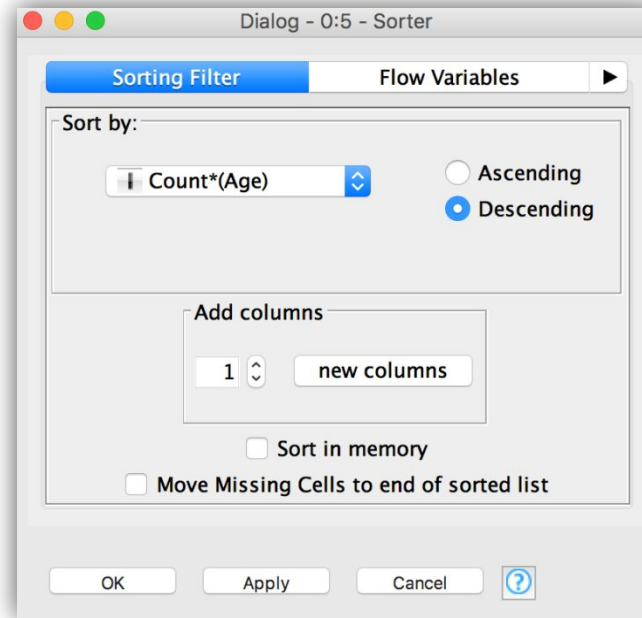 Dialog - 0:5 - Sorter
Sorting Filter Flow Variables
Sort by:
Count*(Age)
Ascending
Descending
Add columns
1 new columns
Sort in memory
Move Missing Cells to end of sorted list
OK Apply Cancel ?